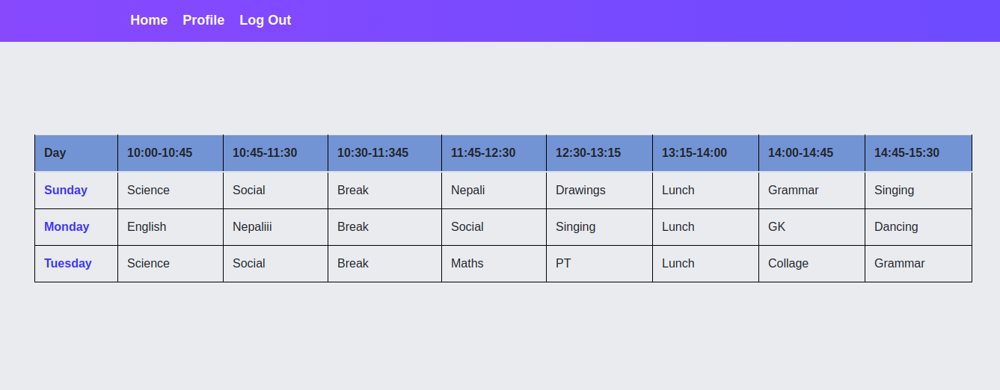 Home Profile Log Out
Day 10:00-10:45 10:45-11:30 10:30-11:345 11:45-12:30 12:30-13:15 13:15-14:00 14:00-14:45 14:45-15:30
Sunday Science Social Break Nepali Drawings Lunch Grammar Singing
Monday English Nepaliii Break Social Singing Lunch GK Dancing
Tuesday Science Social Break Maths PT Lunch Collage Grammar